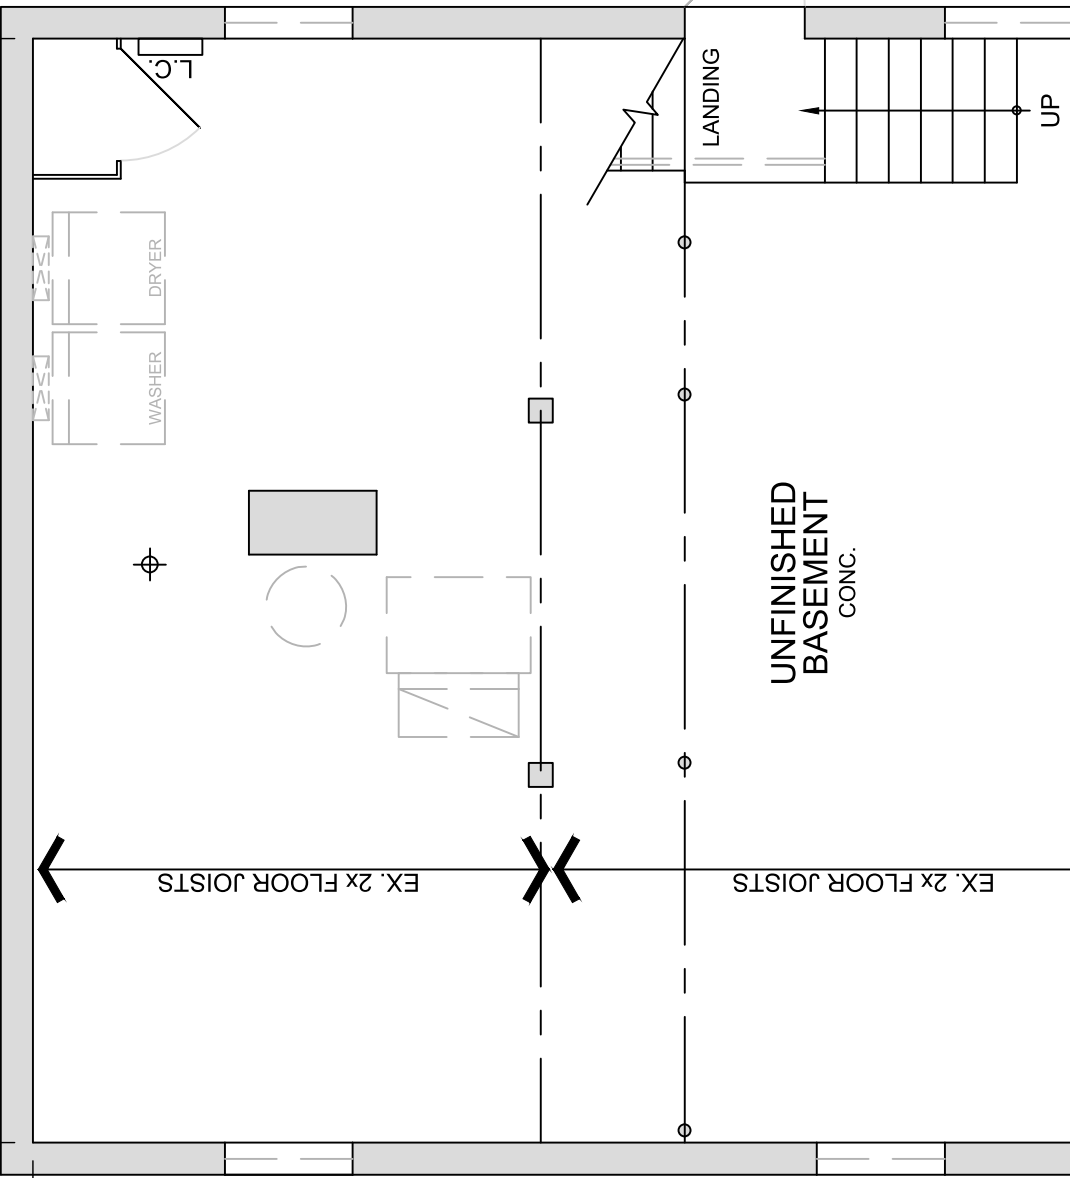 L.C.
LANDING
UP
DRYER
WASHER
UNFINISHED
BASEMENT
CONC.
EX. 2x FLOOR JOISTS
EX. 2x FLOOR JOISTS